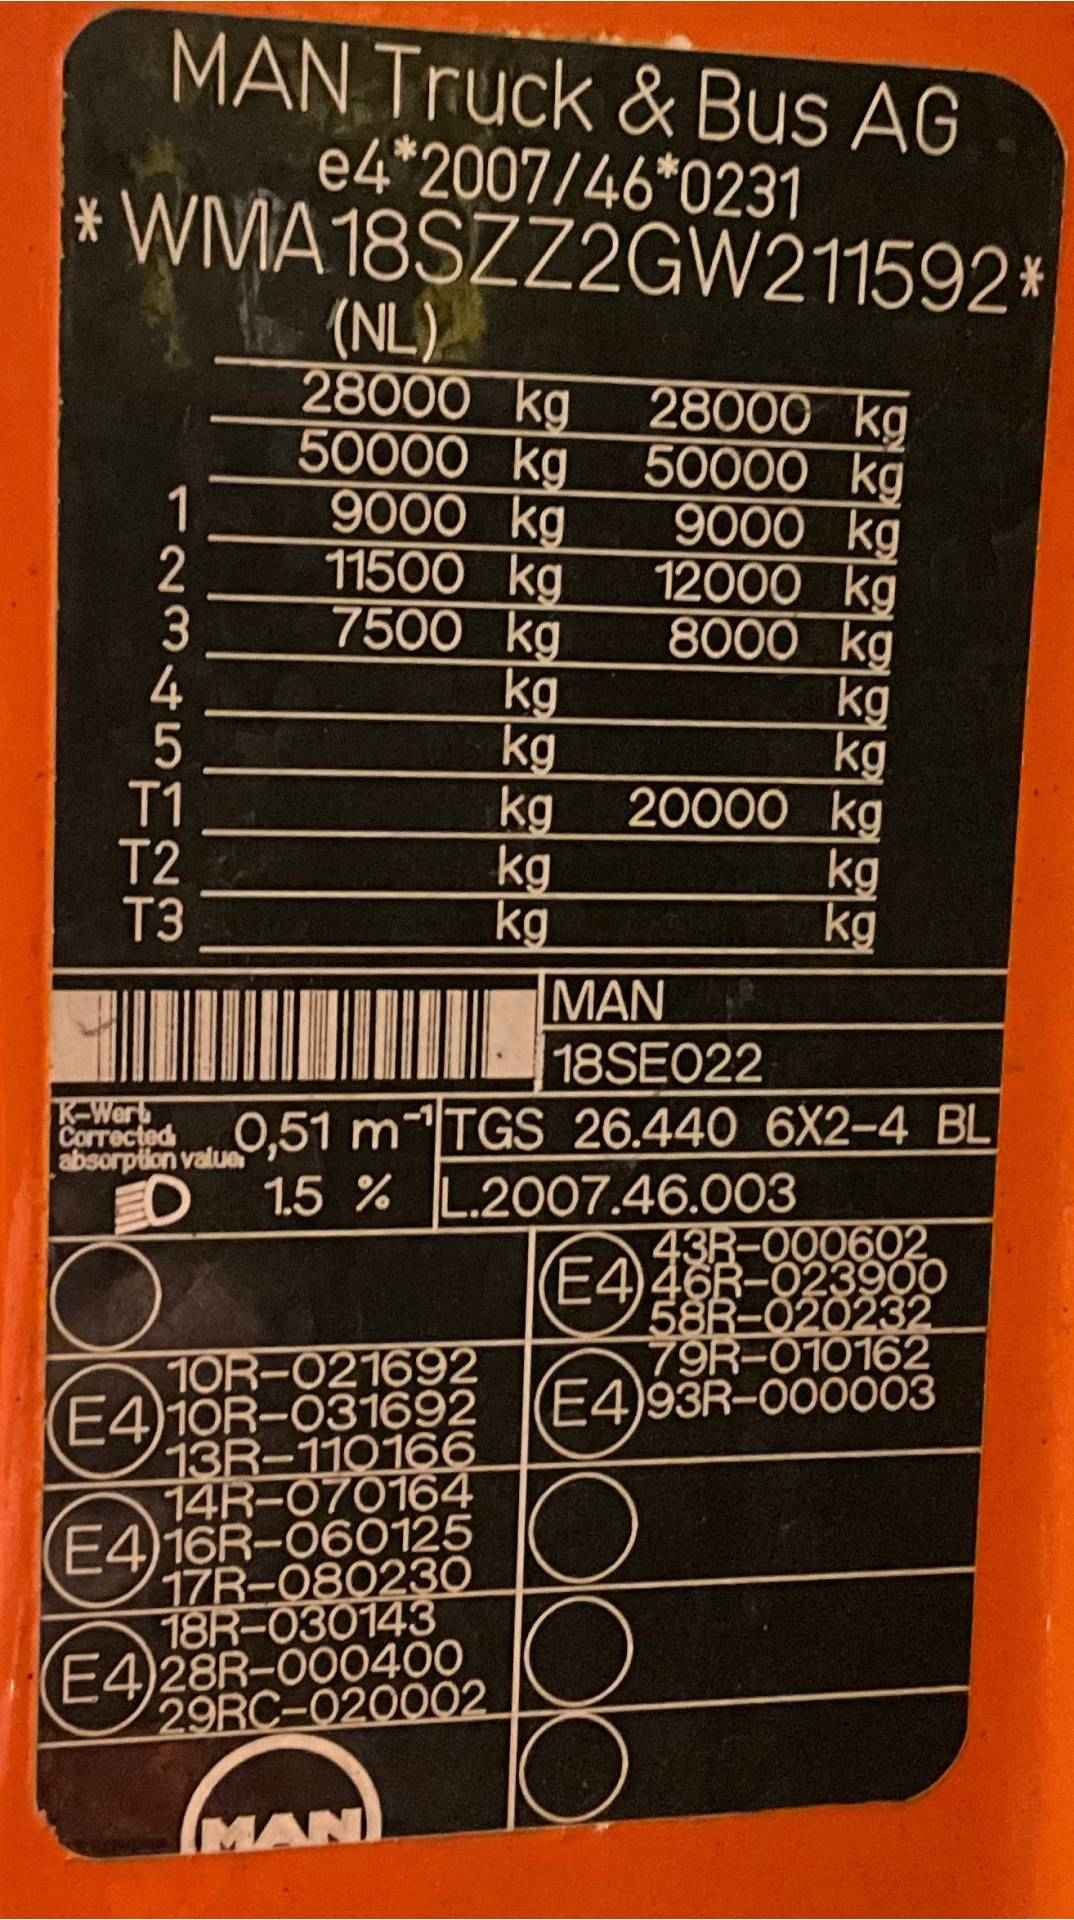 MAN Truck & Bus AG
e4*2007/46*0231
*WMA18SZZ2GW211592*
(NL)
28000 kg 28000 kg
50000 kg 50000 kg
1 9000 kg 9000 kg
2 11500 kg 12000 kg
3 7500 kg 8000 kg
4 kg kg
5 kg kg
T1 kg 20000 kg
T2 kg kg
T3 kg kg
MAN
18SE022
K-Wert
Corrected
absorption value
0,51 m⁻¹
TGS 26.440 6X2-4 BL
1.5 %
L.2007.46.003
E4
10R-021692
10R-031692
13R-110166
E4
14R-070164
16R-060125
17R-080230
E4
18R-030143
28R-000400
29RC-020002
MAN
E4
43R-000602
46R-023900
58R-020232
E4
79R-010162
93R-000003